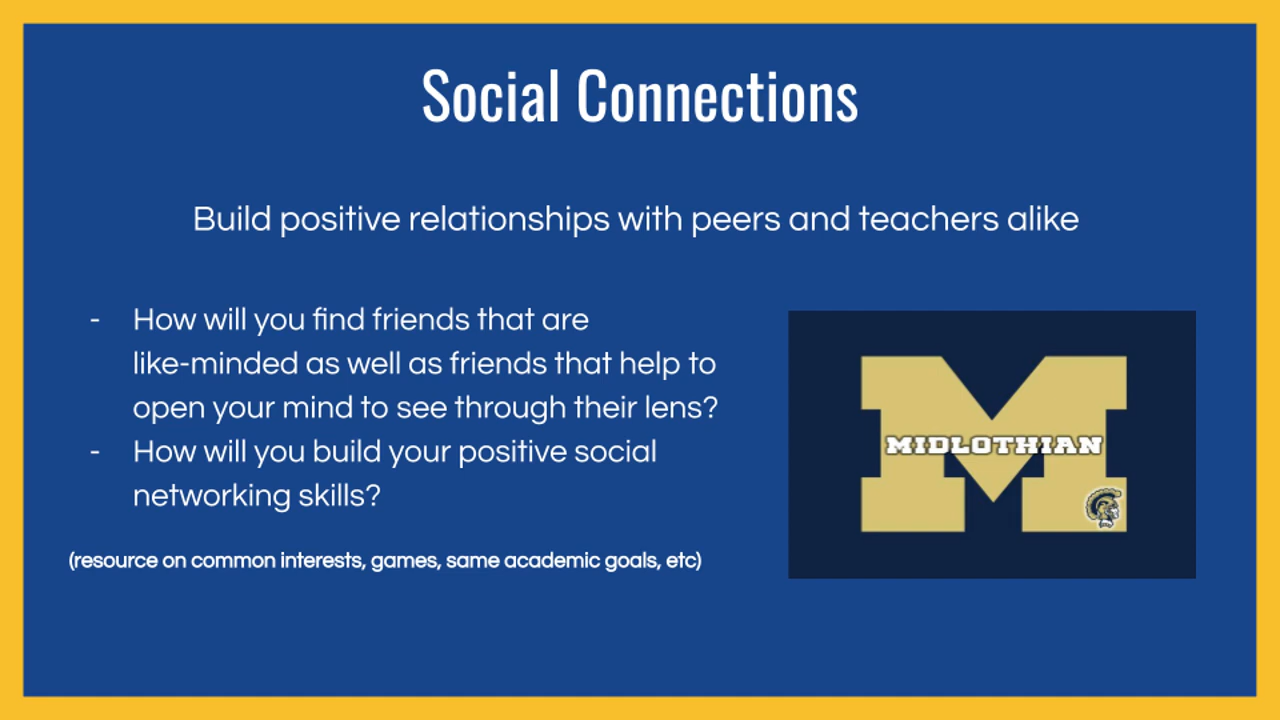 Social Connections
Build positive relationships with peers and teachers alike
- How will you find friends that are
like-minded as well as friends that help to
open your mind to see through their lens?
- How will you build your positive social
networking skills?
(resource on common interests, games, same academic goals, etc)
MIDLOTHIAN